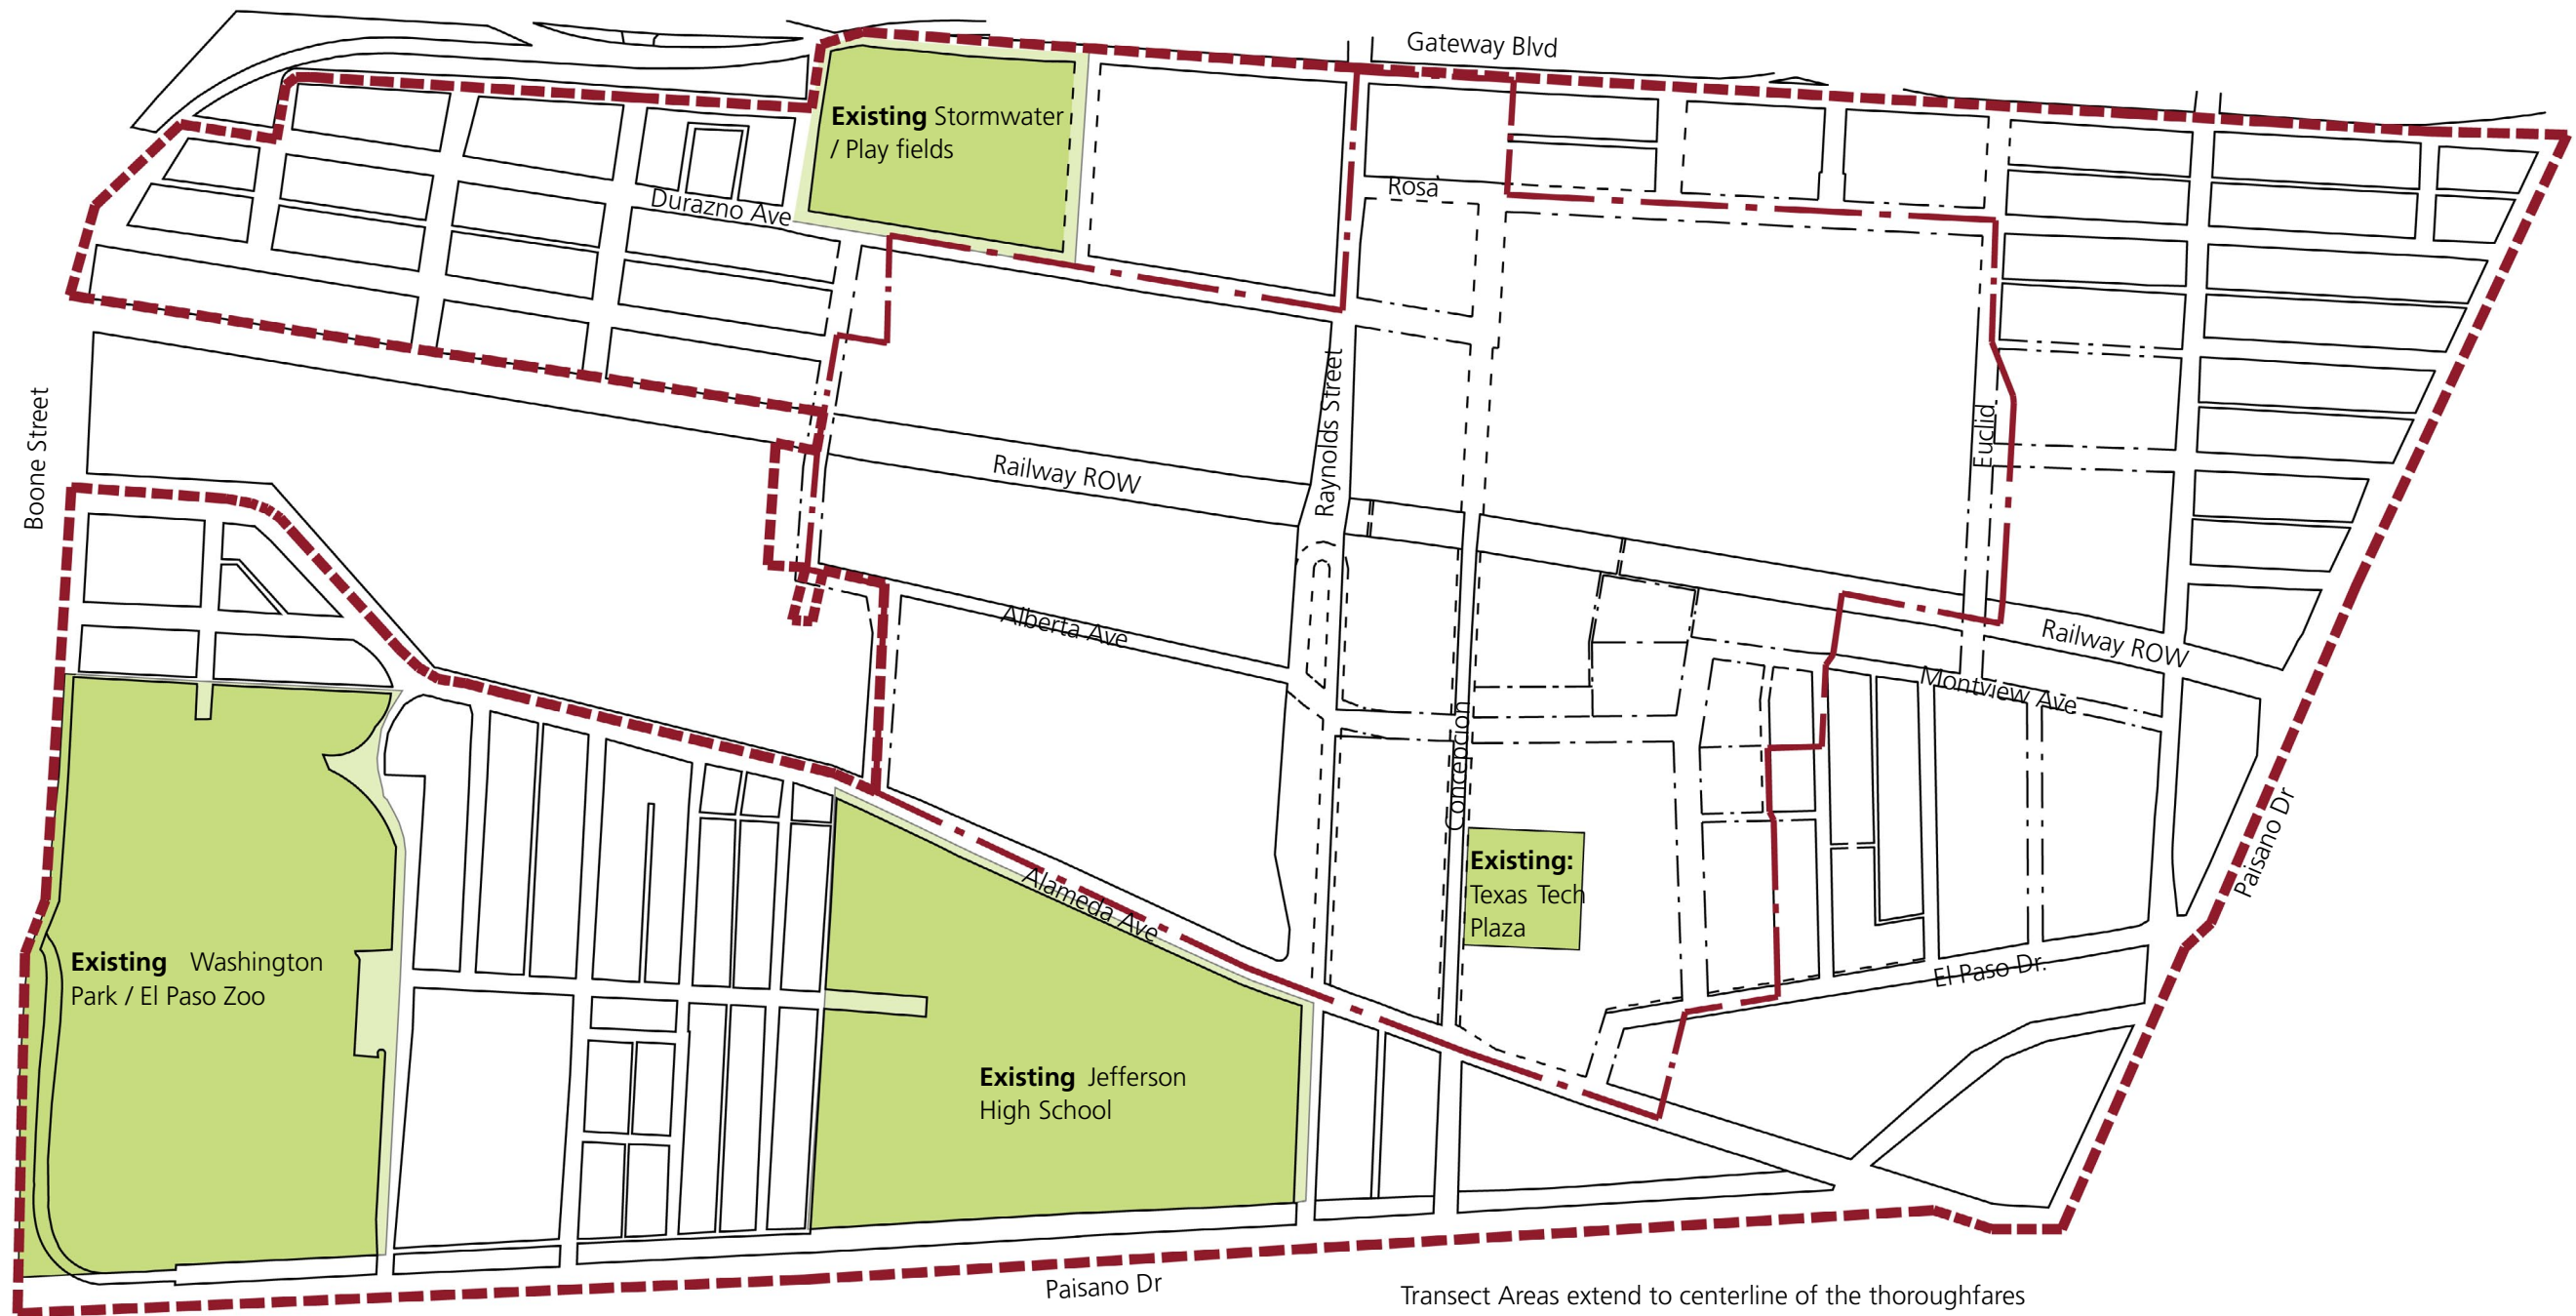 Gateway Blvd
Existing Stormwater
/ Play fields
Rosa
Durazno Ave
Boone Street
Raynolds Street
Euclid
Railway ROW
Alberta Ave
Railway ROW
Montview Ave
Concepcion
Paisano Dr
Existing:
Texas Tech
Plaza
Alameda Ave
Existing Washington
Park / El Paso Zoo
El Paso Dr.
Existing Jefferson
High School
Paisano Dr
Transect Areas extend to centerline of the thoroughfares